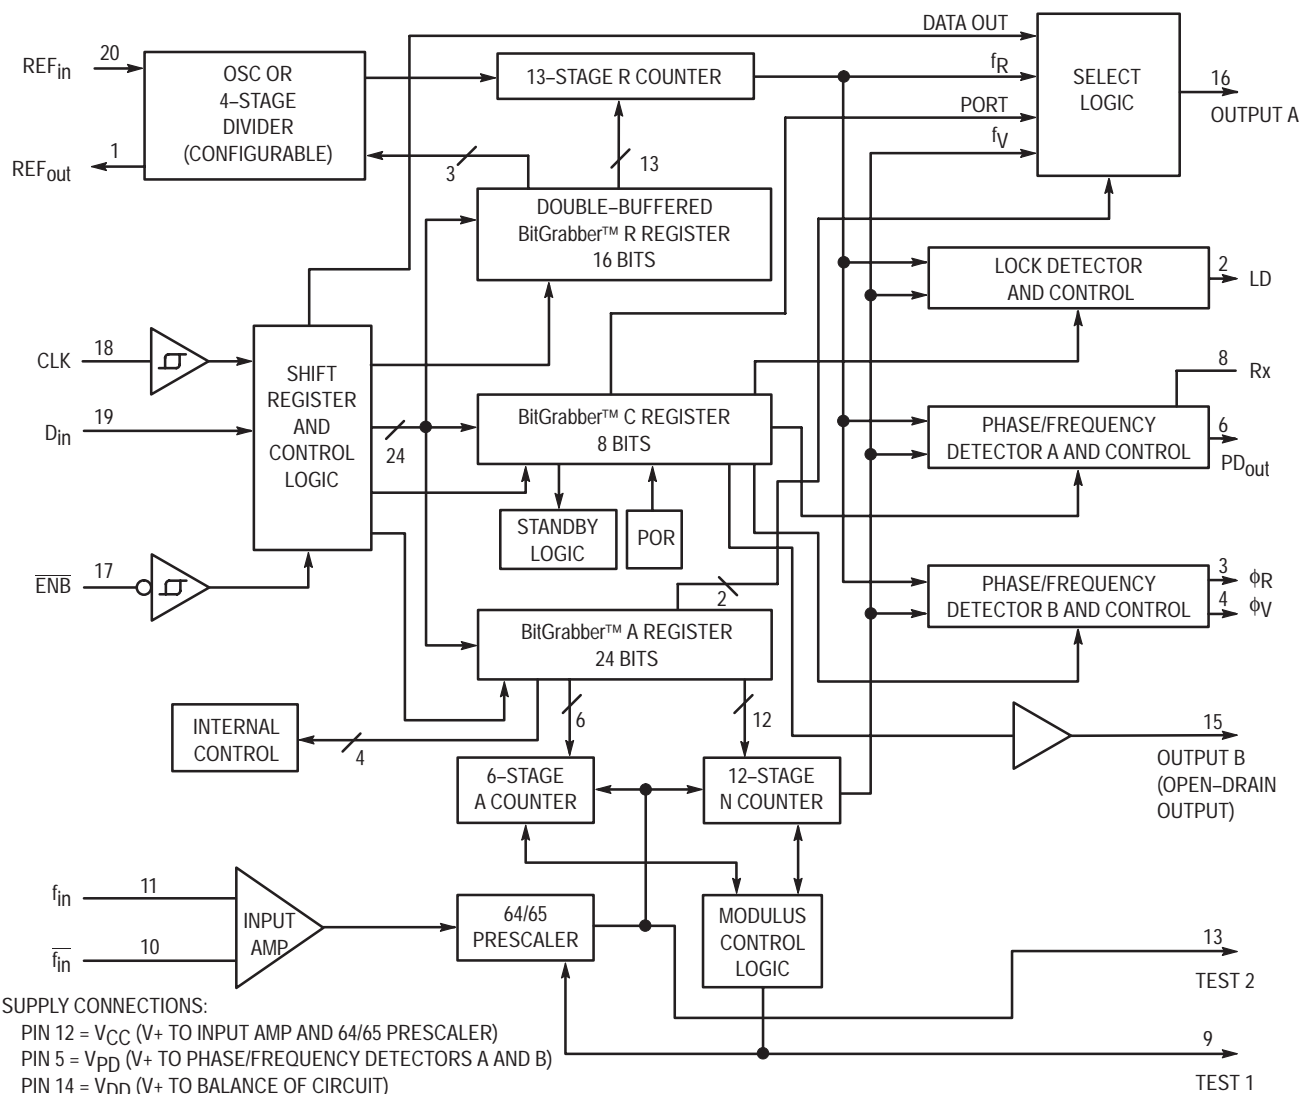 DATA OUT
20
REFin
OSC OR
4–STAGE
DIVIDER
(CONFIGURABLE)
13–STAGE R COUNTER
fR
SELECT
LOGIC
16
OUTPUT A
PORT
fV
1
REFout
3
13
DOUBLE–BUFFERED
BitGrabber™ R REGISTER
16 BITS
LOCK DETECTOR
AND CONTROL
2
LD
18
CLK
SHIFT
REGISTER
AND
CONTROL
LOGIC
8
Rx
19
Din
24
BitGrabber™ C REGISTER
8 BITS
PHASE/FREQUENCY
DETECTOR A AND CONTROL
6
PDout
STANDBY
LOGIC
POR
17
ENB
2
PHASE/FREQUENCY
DETECTOR B AND CONTROL
3
ϕR
4
ϕV
BitGrabber™ A REGISTER
24 BITS
INTERNAL
CONTROL
4
6
12
15
OUTPUT B
(OPEN–DRAIN
OUTPUT)
6–STAGE
A COUNTER
12–STAGE
N COUNTER
11
fin
10
fin
INPUT
AMP
64/65
PRESCALER
MODULUS
CONTROL
LOGIC
13
TEST 2
9
TEST 1
SUPPLY CONNECTIONS:
PIN 12 = VCC (V+ TO INPUT AMP AND 64/65 PRESCALER)
PIN 5 = VPD (V+ TO PHASE/FREQUENCY DETECTORS A AND B)
PIN 14 = VDD (V+ TO BALANCE OF CIRCUIT)